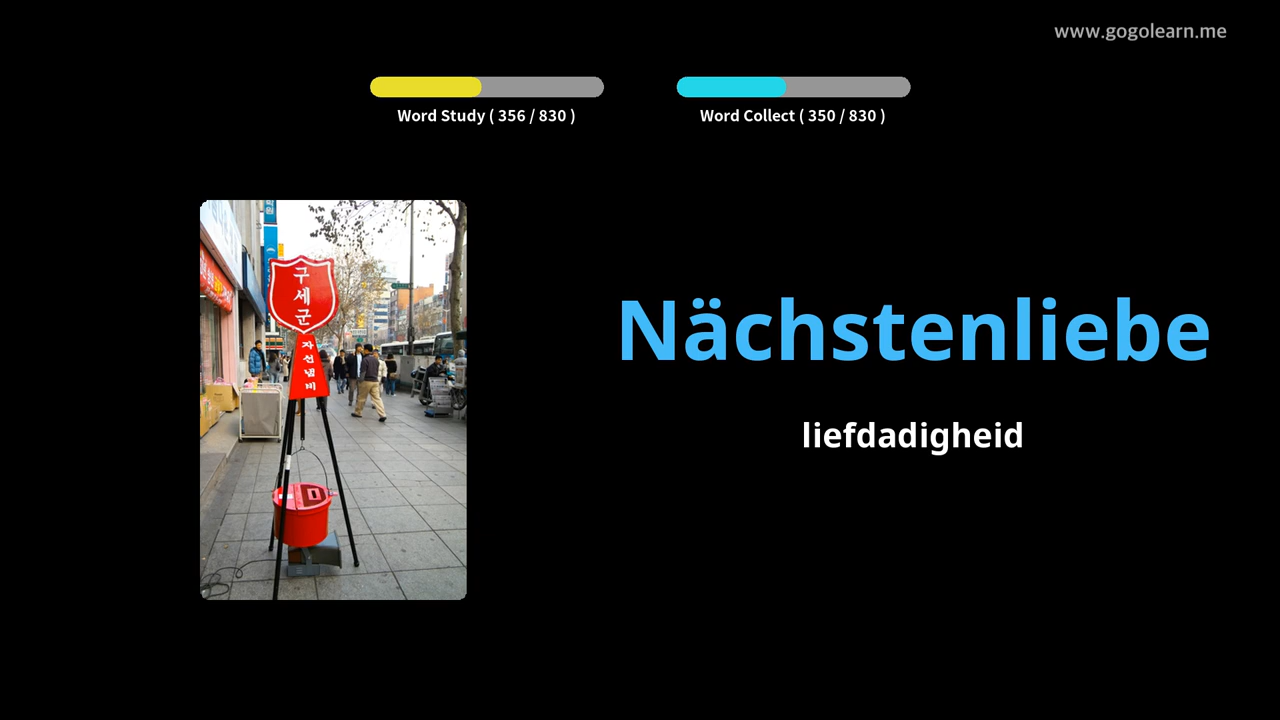 www.gogolearn.me
Word Study ( 356 / 830 )
Word Collect ( 350 / 830 )
구
세
군
자
선
냄
비
Nächstenliebe
liefdadigheid